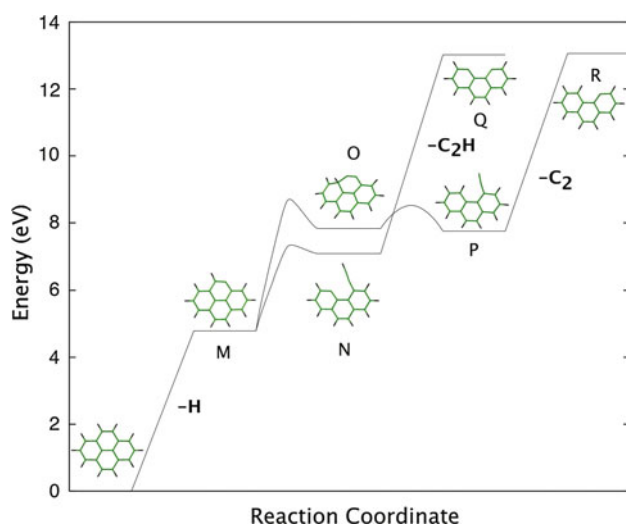 14
12
10
8
6
4
2
0
Energy (eV)
Reaction Coordinate
–H
M
O
N
–C₂H
Q
P
–C₂
R